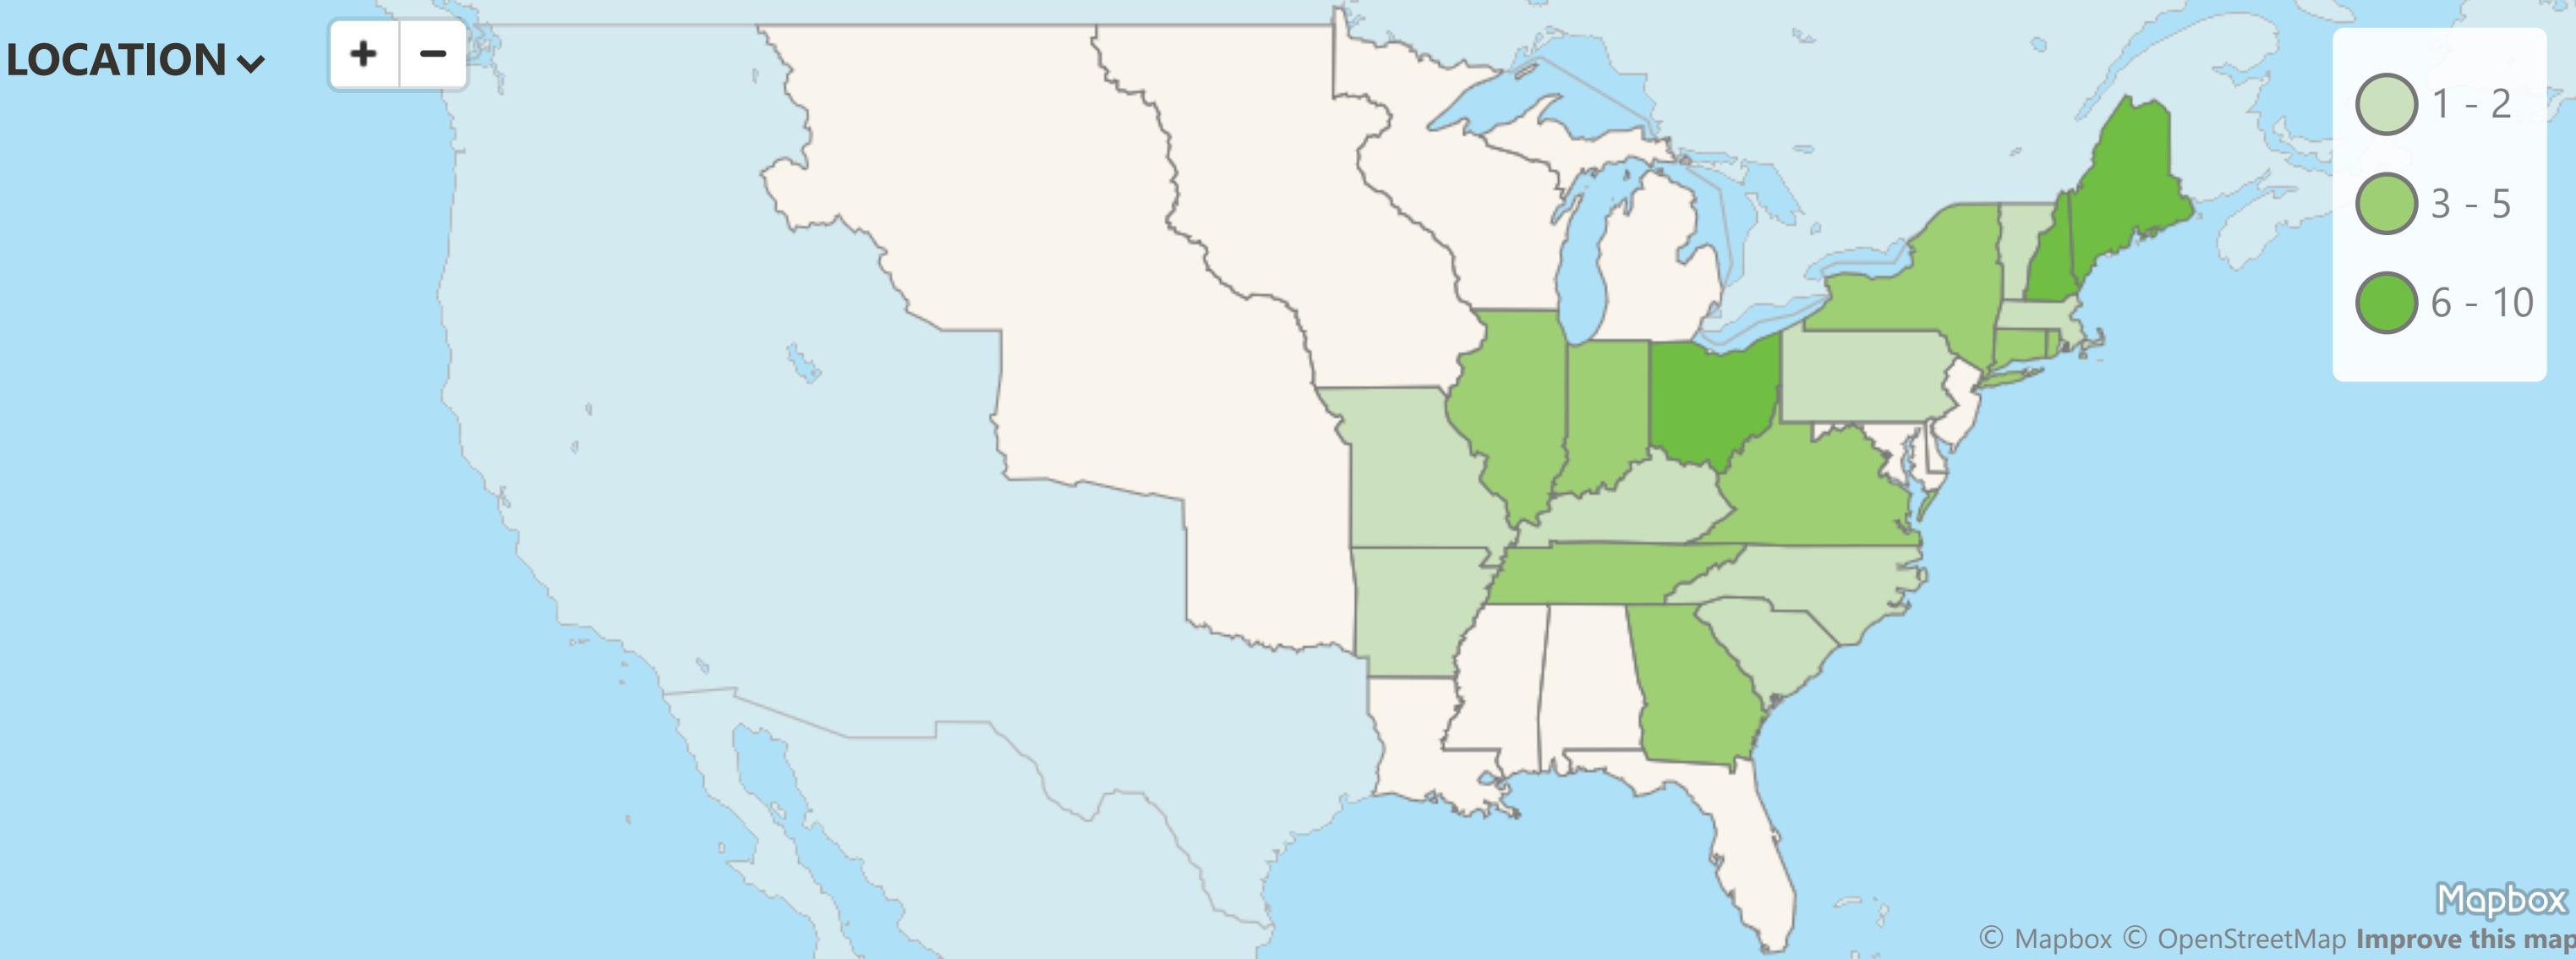 LOCATION
+ −
1 - 2
3 - 5
6 - 10
Mapbox
© Mapbox © OpenStreetMap Improve this map